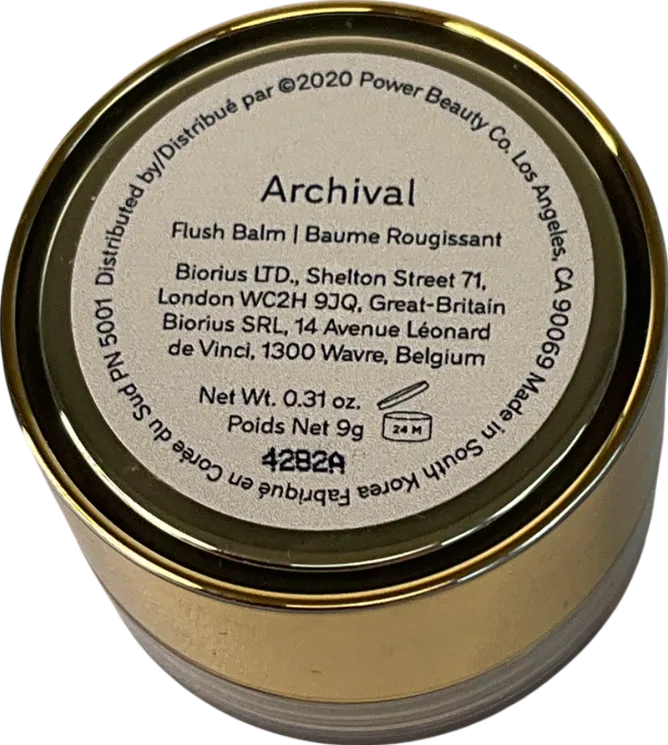 Distributed by/Distribué par ©2020 Power Beauty Co. Los Angeles, CA 90069 Made in South Korea Fabriqué en Corée du Sud PN 5001
Archival
Flush Balm | Baume Rougissant
Biorius LTD., Shelton Street 71,
London WC2H 9JQ, Great-Britain
Biorius SRL, 14 Avenue Léonard
de Vinci, 1300 Wavre, Belgium
Net Wt. 0.31 oz.
Poids Net 9g
24 M
4282A